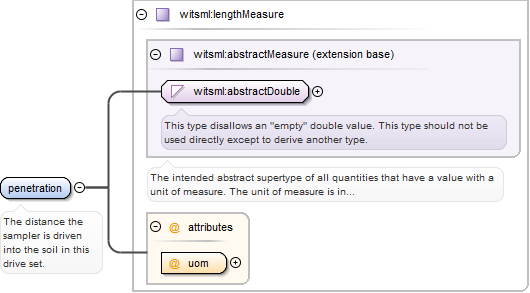 witsml:lengthMeasure
witsml:abstractMeasure (extension base)
witsml:abstractDouble
This type disallows an "empty" double value. This type should not be
used directly except to derive another type.
The intended abstract supertype of all quantities that have a value with a
unit of measure. The unit of measure is in...
penetration
The distance the
sampler is driven
into the soil in this
drive set.
@ attributes
@ uom